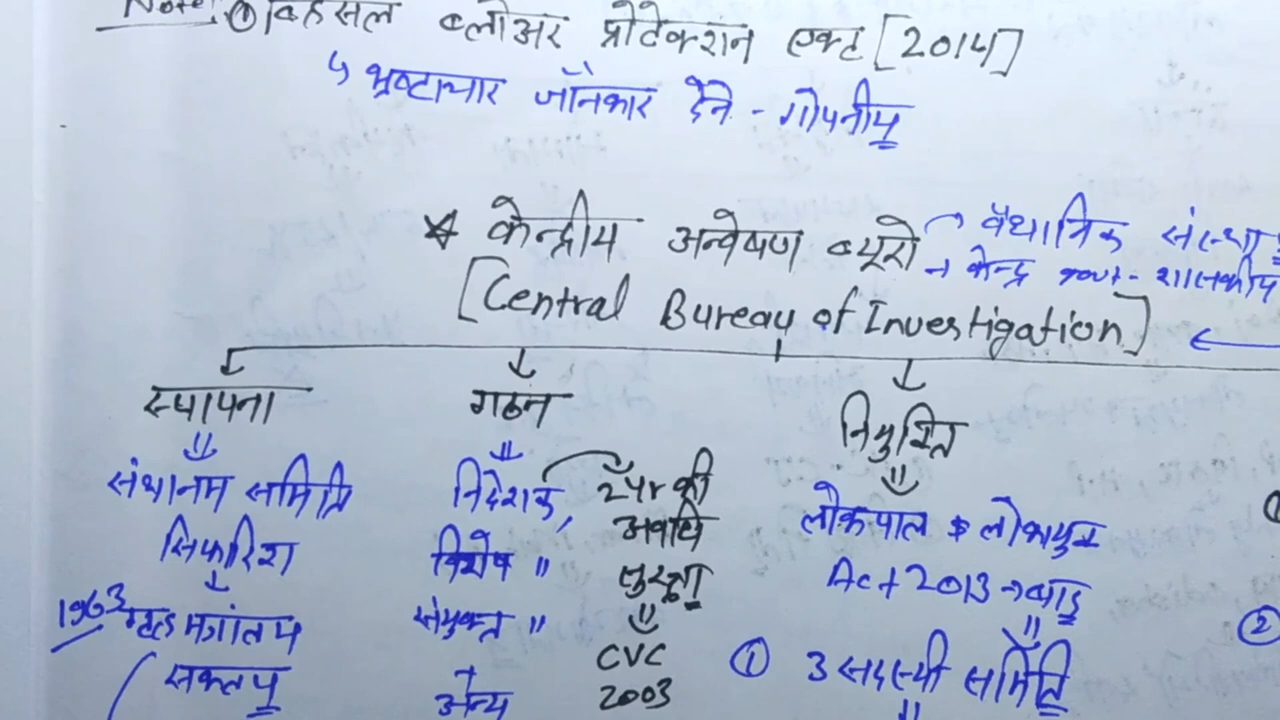 Note: ① व्हिसल ब्लोअर प्रोटेक्शन एक्ट [2014]
↳ भ्रष्टाचार जॉनकार देने - गोपनीय
* केन्द्रीय अन्वेषण ब्यूरो → वैधानिक संस्था
→ केन्द्र govt - शासकीय
[Central Bureau of Investigation] ←
स्थापना गठन नियुक्ति
संथानम समिति निदेशक, 2 yr की लोकपाल & लोकायुक्त
सिफारिश विशेष " अवधि Act 2013 → बाद
1963 गृह मंत्रालय संयुक्त " सुरक्षा ① 3 सदस्यी समिति ②
संकल्प अन्य CVC
2003